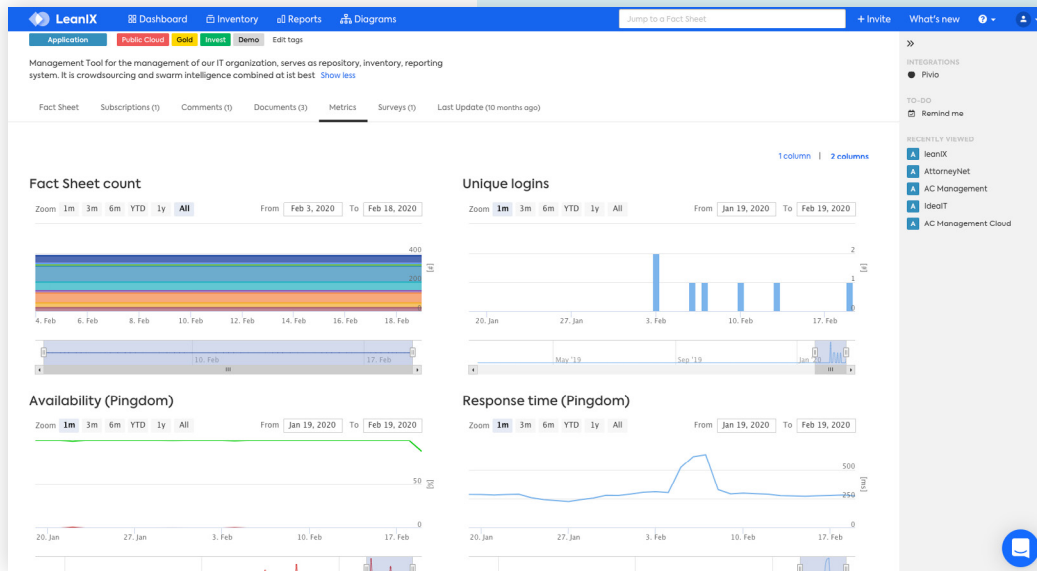 LeanIX Dashboard Inventory Reports Diagrams Jump to a Fact Sheet + Invite What's new
Application Public Cloud Gold Invest Demo Edit tags
Management Tool for the management of our IT organization, serves as repository, inventory, reporting
system. It is crowdsourcing and swarm intelligence combined at ist best Show less
Fact Sheet Subscriptions (1) Comments (1) Documents (3) Metrics Surveys (1) Last Update (10 months ago)
1 column | 2 columns
Fact Sheet count
Zoom 1m 3m 6m YTD 1y All From Feb 3, 2020 To Feb 18, 2020
400
200
0
[#]
4. Feb 6. Feb 8. Feb 10. Feb 12. Feb 14. Feb 16. Feb 18. Feb
10. Feb 17. Feb
Unique logins
Zoom 1m 3m 6m YTD 1y All From Jan 19, 2020 To Feb 19, 2020
2
1
0
[#]
20. Jan 27. Jan 3. Feb 10. Feb 17. Feb
May '19 Sep '19 Jan '20
Availability (Pingdom)
Zoom 1m 3m 6m YTD 1y All From Jan 19, 2020 To Feb 19, 2020
50
0
[%]
20. Jan 27. Jan 3. Feb 10. Feb 17. Feb
Response time (Pingdom)
Zoom 1m 3m 6m YTD 1y All From Jan 19, 2020 To Feb 19, 2020
500
250
0
[ms]
20. Jan 27. Jan 3. Feb 10. Feb 17. Feb
»
INTEGRATIONS
Pivio
TO-DO
Remind me
RECENTLY VIEWED
A leanIX
A AttorneyNet
A AC Management
A IdeaIT
A AC Management Cloud